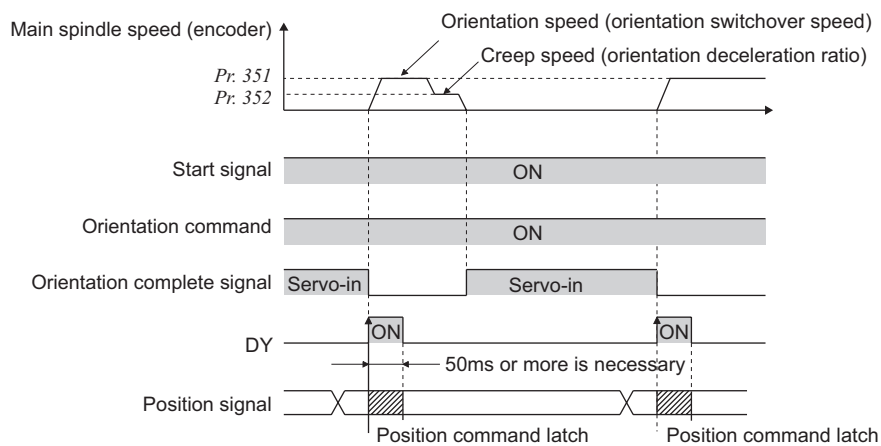 Orientation speed (orientation switchover speed)
Main spindle speed (encoder)
Creep speed (orientation deceleration ratio)
Pr. 351
Pr. 352
Start signal
ON
Orientation command
ON
Orientation complete signal
Servo-in
Servo-in
DY
ON
ON
50ms or more is necessary
Position signal
Position command latch
Position command latch